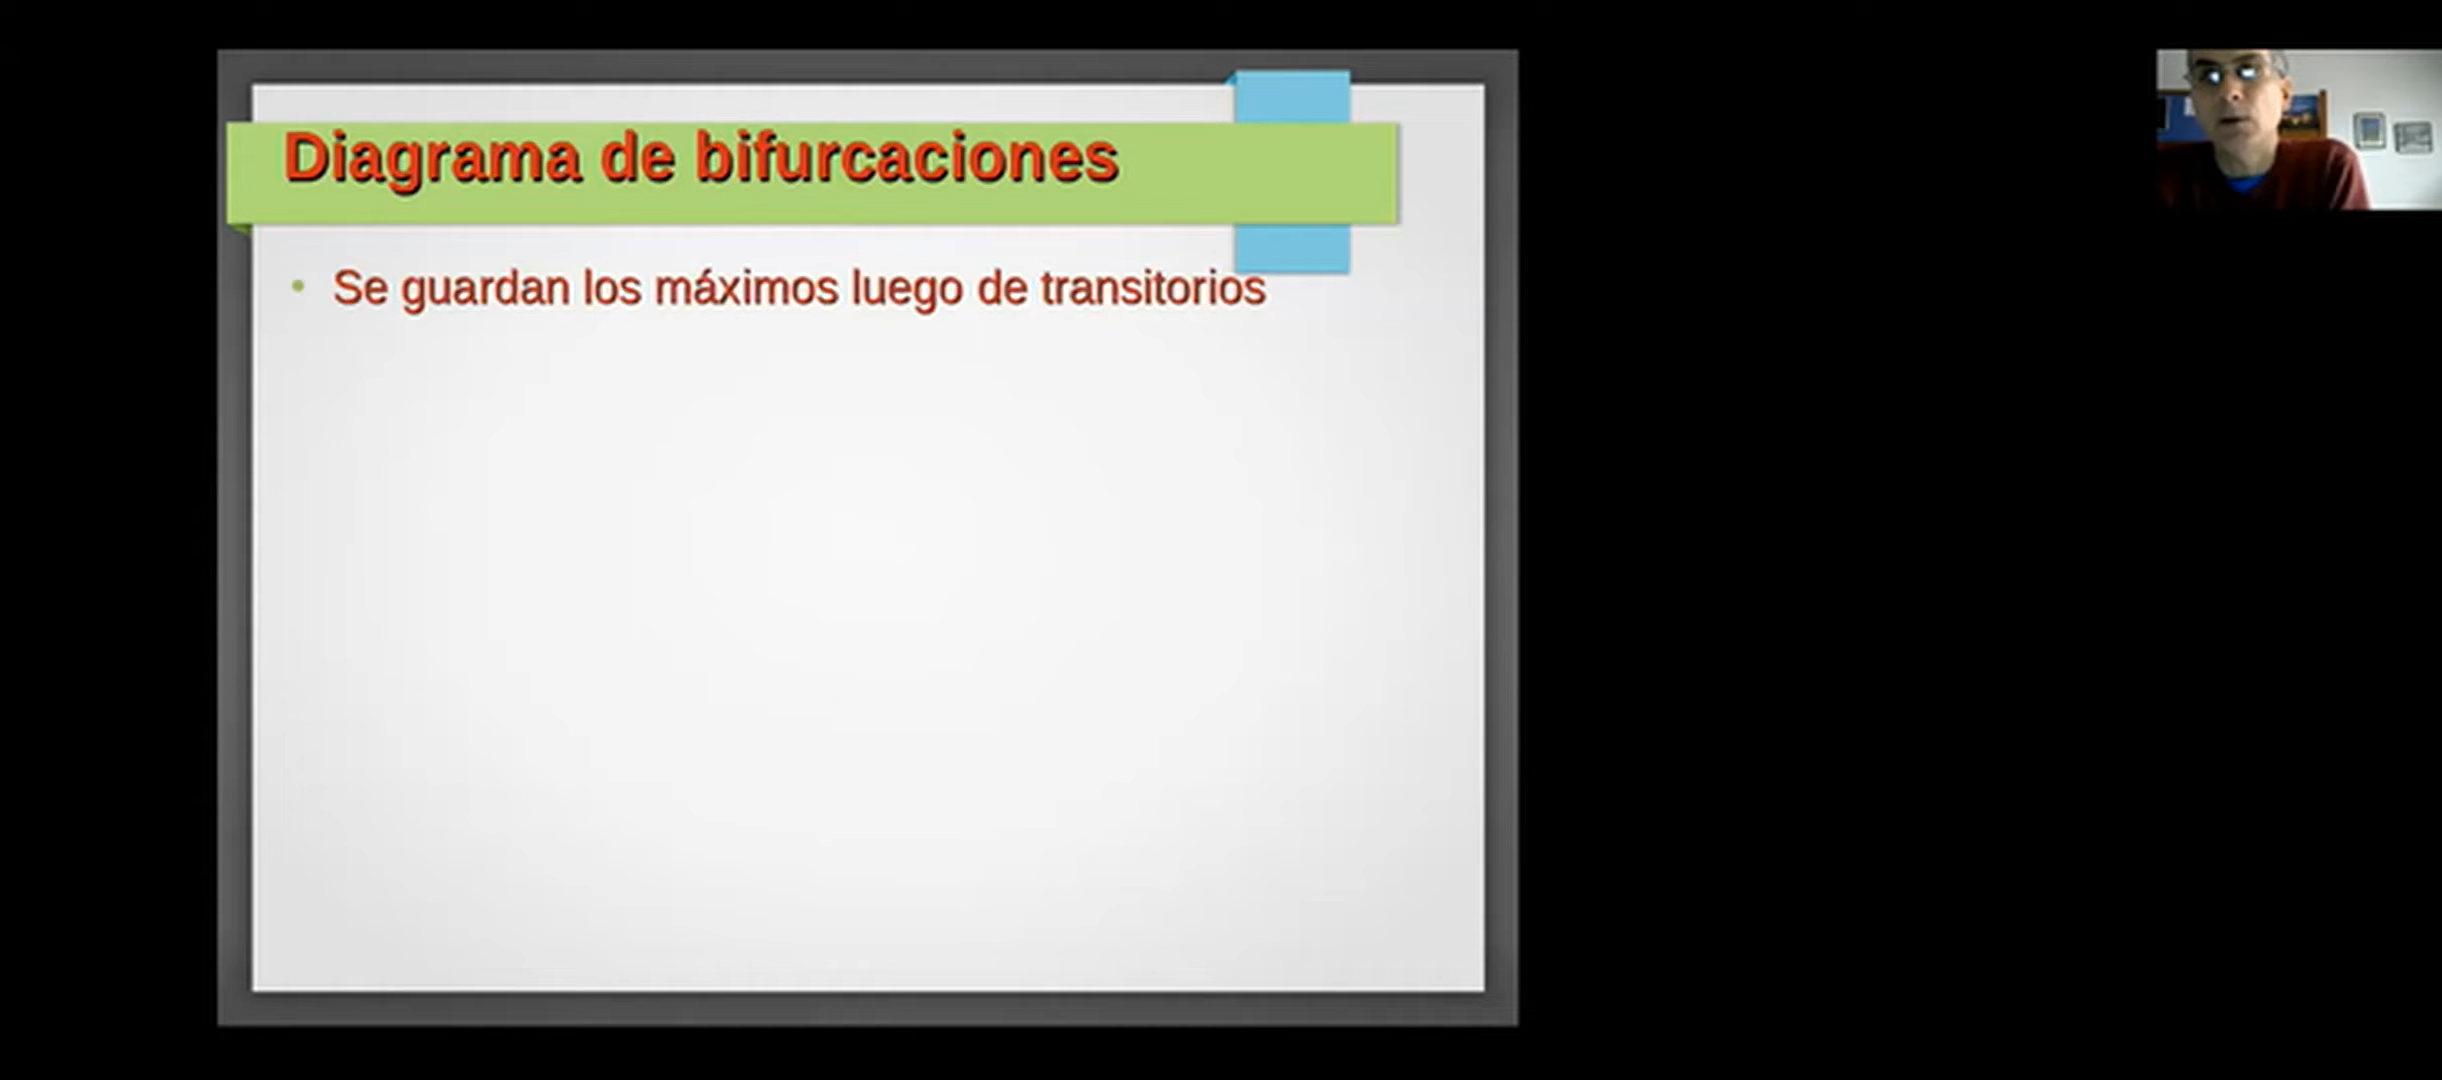 Diagrama de bifurcaciones
Se guardan los máximos luego de transitorios